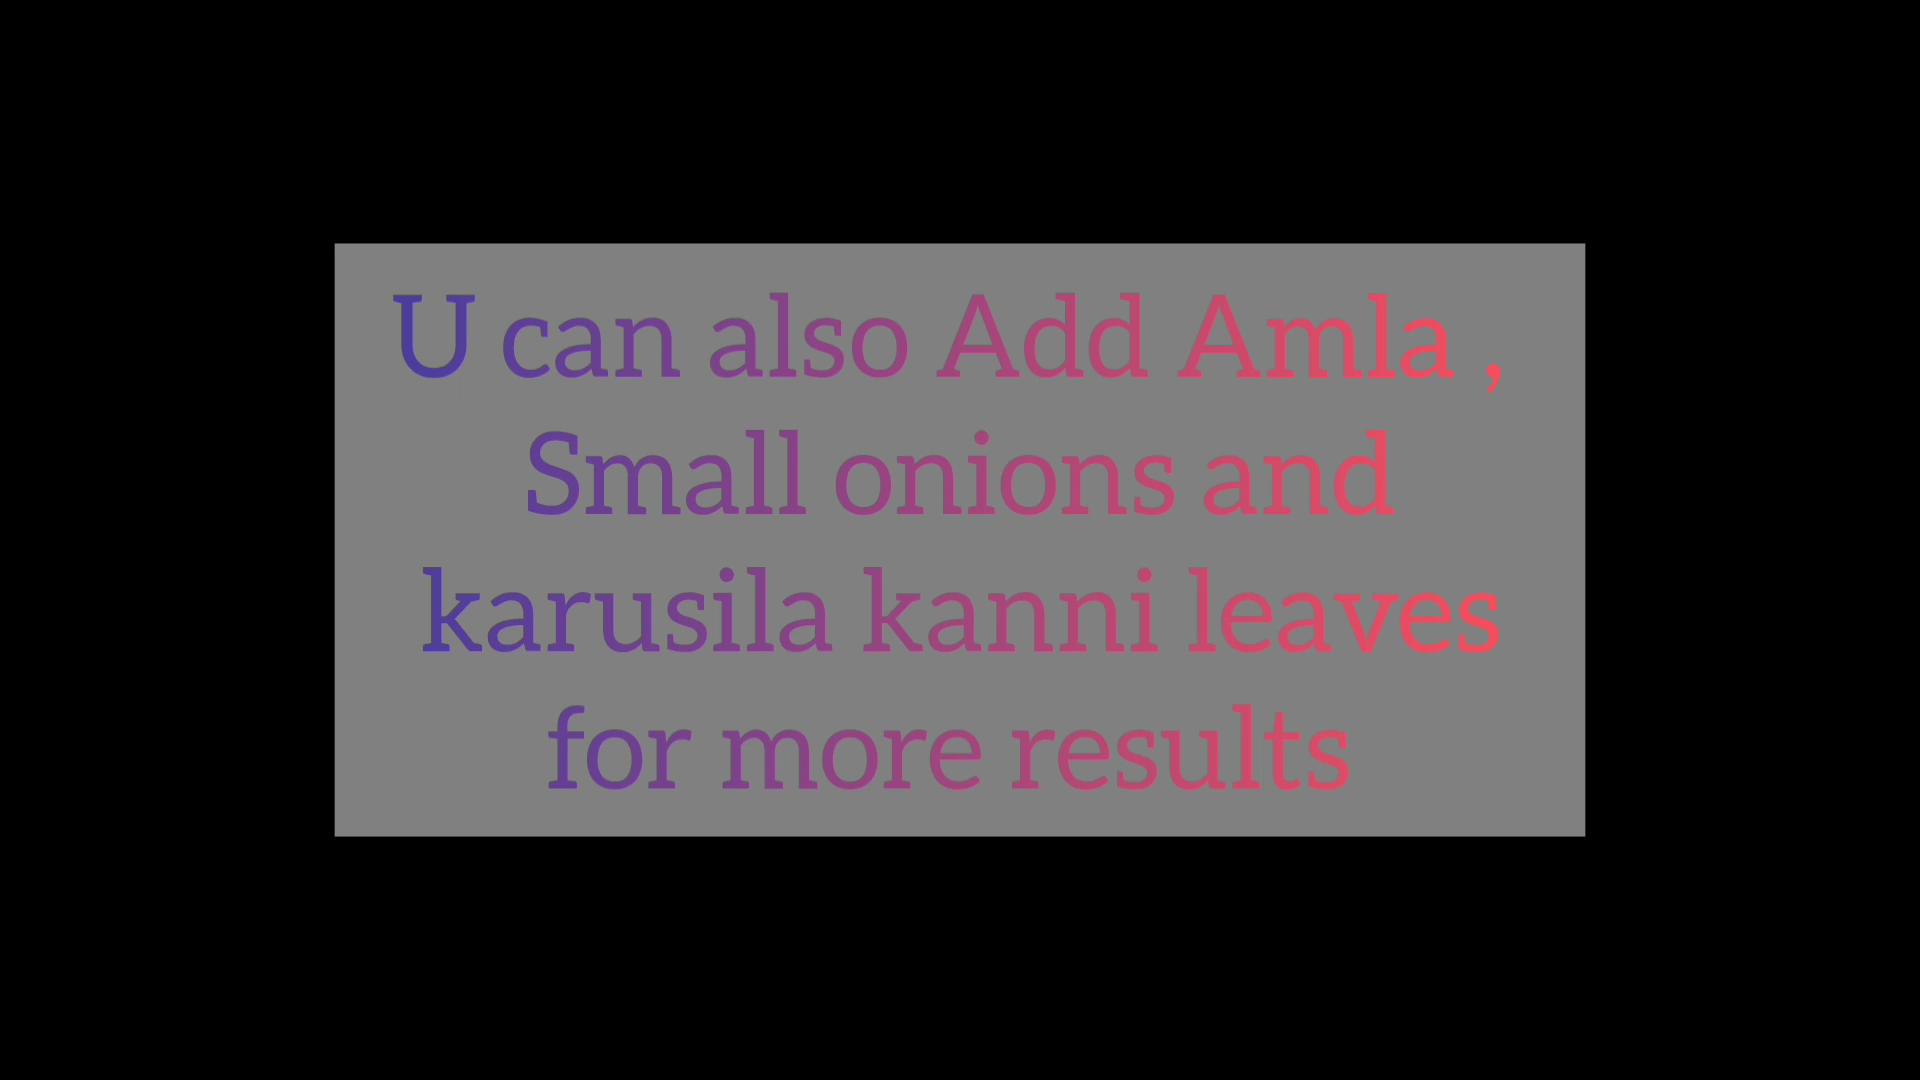 U can also Add Amla ,
Small onions and
karusila kanni leaves
for more results